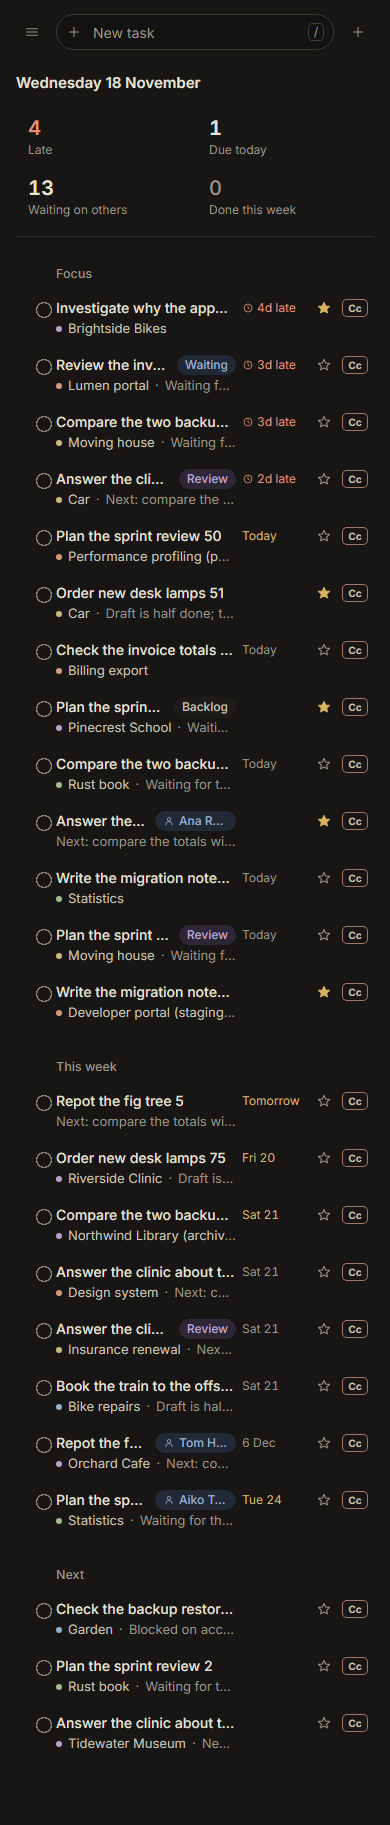 New task /
Wednesday 18 November
4 1
Late Due today
13 0
Waiting on others Done this week
Focus
Investigate why the app... 4d late Cc
Brightside Bikes
Review the inv... Waiting 3d late Cc
Lumen portal · Waiting f...
Compare the two backu... 3d late Cc
Moving house · Waiting f...
Answer the cli... Review 2d late Cc
Car · Next: compare the ...
Plan the sprint review 50 Today Cc
Performance profiling (p...
Order new desk lamps 51 Cc
Car · Draft is half done; t...
Check the invoice totals ... Today Cc
Billing export
Plan the sprin... Backlog Cc
Pinecrest School · Waiti...
Compare the two backu... Today Cc
Rust book · Waiting for t...
Answer the... Ana R... Cc
Next: compare the totals wi...
Write the migration note... Today Cc
Statistics
Plan the sprint ... Review Today Cc
Moving house · Waiting f...
Write the migration note... Cc
Developer portal (staging...
This week
Repot the fig tree 5 Tomorrow Cc
Next: compare the totals wi...
Order new desk lamps 75 Fri 20 Cc
Riverside Clinic · Draft is...
Compare the two backu... Sat 21 Cc
Northwind Library (archiv...
Answer the clinic about t... Sat 21 Cc
Design system · Next: c...
Answer the cli... Review Sat 21 Cc
Insurance renewal · Nex...
Book the train to the offs... Sat 21 Cc
Bike repairs · Draft is hal...
Repot the f... Tom H... 6 Dec Cc
Orchard Cafe · Next: co...
Plan the sp... Aiko T... Tue 24 Cc
Statistics · Waiting for th...
Next
Check the backup restor... Cc
Garden · Blocked on acc...
Plan the sprint review 2 Cc
Rust book · Waiting for t...
Answer the clinic about t... Cc
Tidewater Museum · Ne...